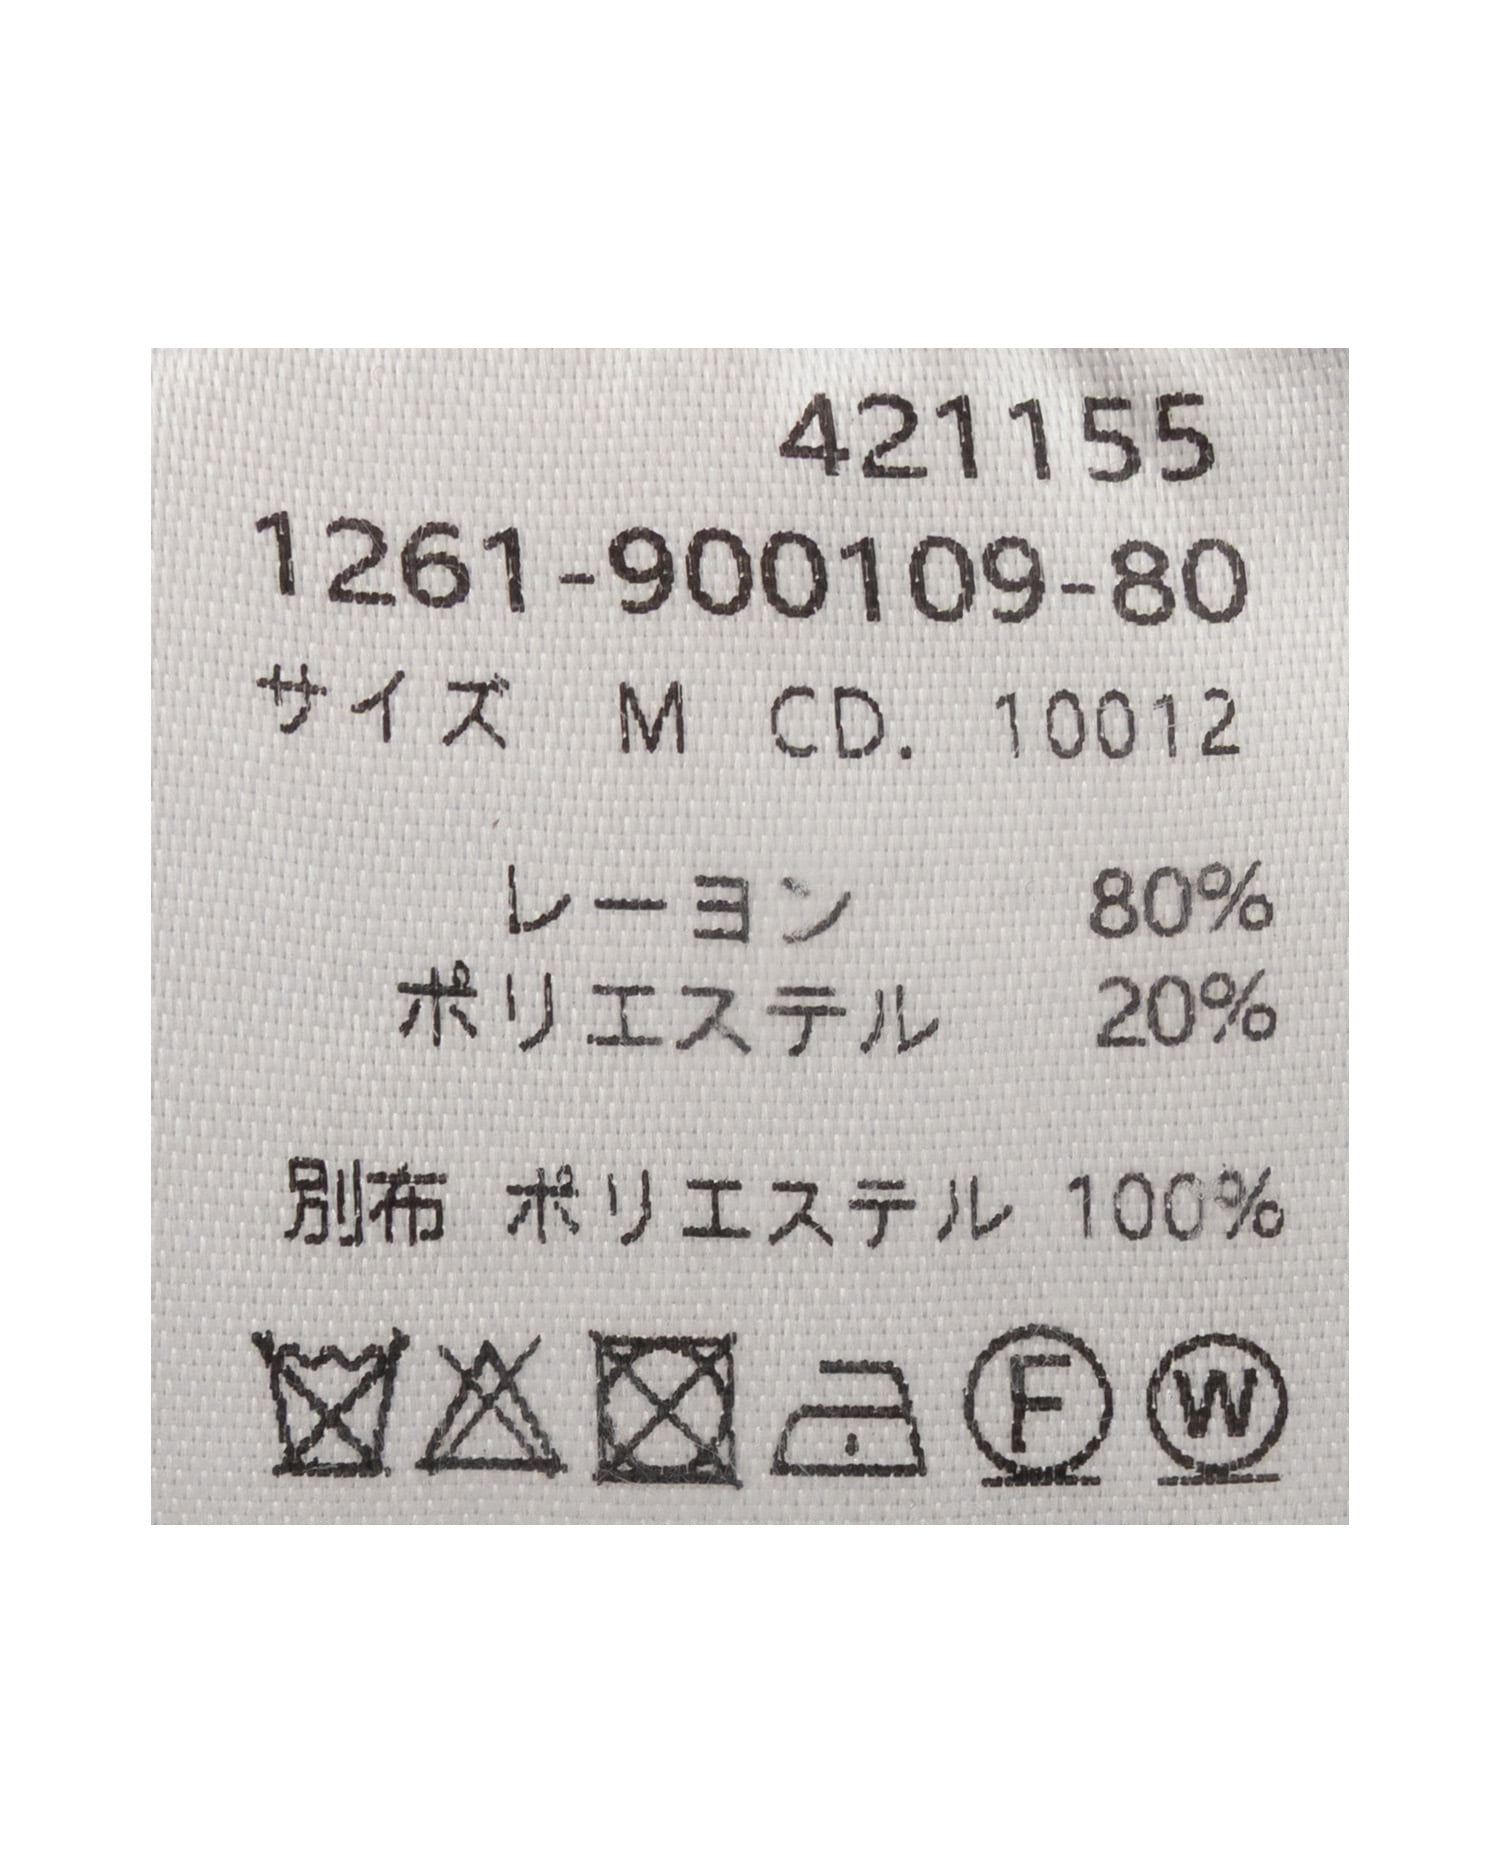 421155
1261-900109-80
サイズ M CD. 10012
レーヨン 80%
ポリエステル 20%
別布 ポリエステル 100%
F W